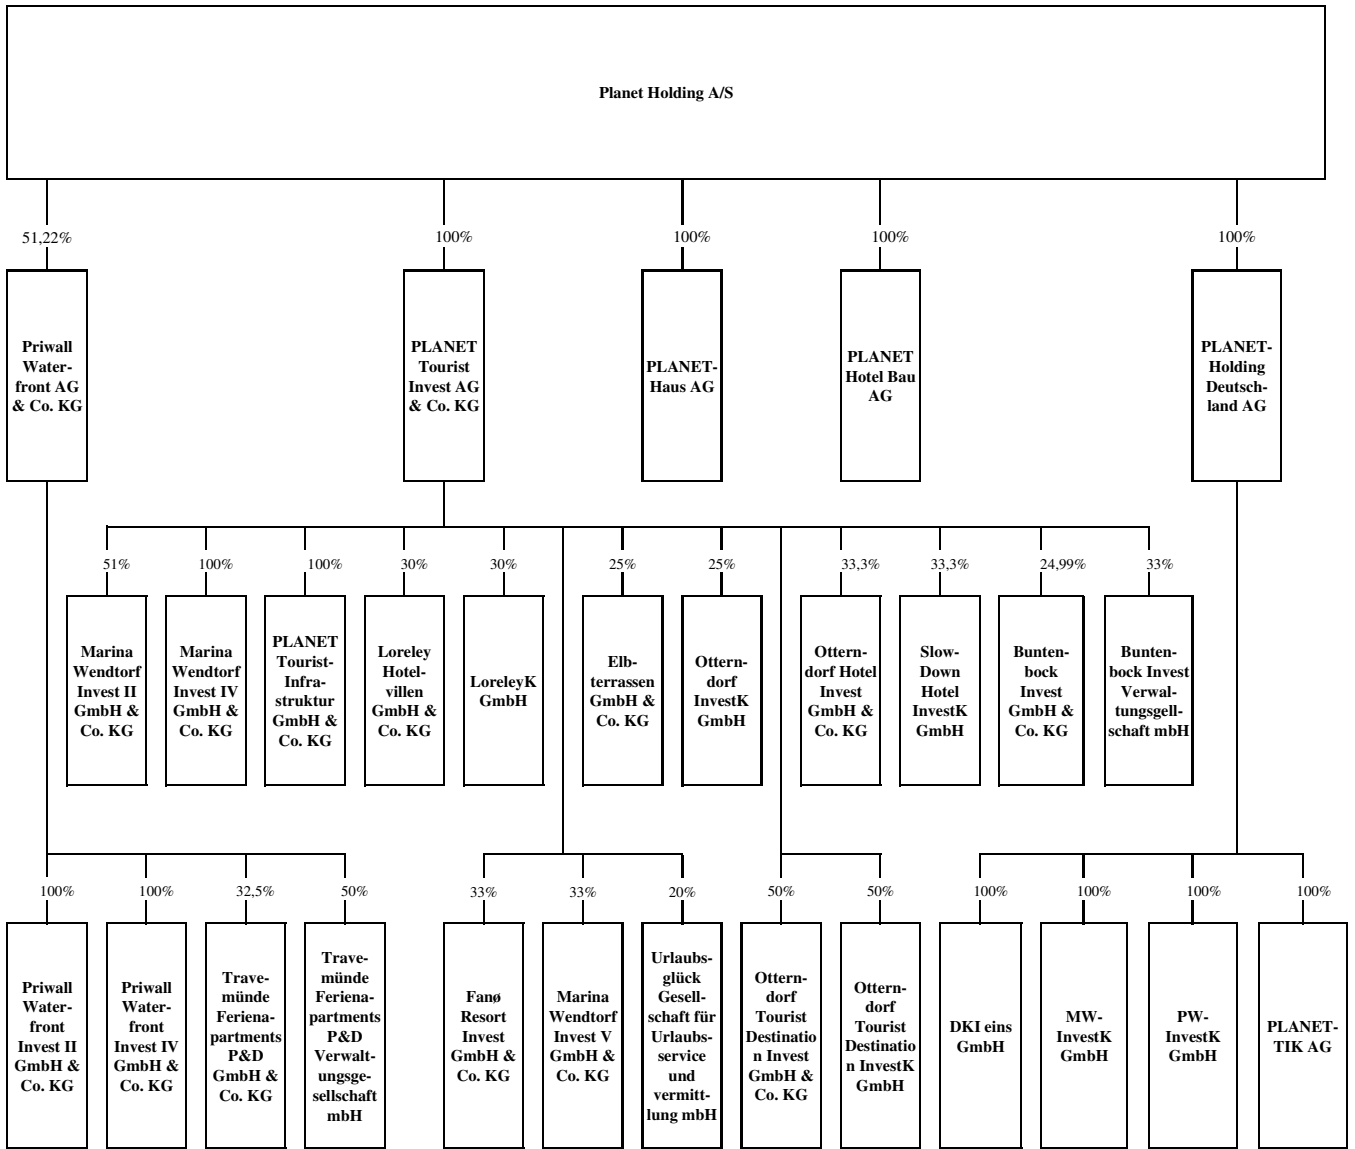 Planet Holding A/S
51,22%
100%
100%
100%
100%
Priwall
Water-
front AG
& Co. KG
PLANET
Tourist
Invest AG
& Co. KG
PLANET-
Haus AG
PLANET
Hotel Bau
AG
PLANET-
Holding
Deutsch-
land AG
51%
100%
100%
30%
30%
25%
25%
33,3%
33,3%
24,99%
33%
Marina
Wendtorf
Invest II
GmbH &
Co. KG
Marina
Wendtorf
Invest IV
GmbH &
Co. KG
PLANET
Tourist-
Infra-
struktur
GmbH &
Co. KG
Loreley
Hotel-
villen
GmbH &
Co. KG
LoreleyK
GmbH
Elb-
terrassen
GmbH &
Co. KG
Ottern-
dorf
InvestK
GmbH
Ottern-
dorf Hotel
Invest
GmbH &
Co. KG
Slow-
Down
Hotel
InvestK
GmbH
Bunten-
bock
Invest
GmbH &
Co. KG
Bunten-
bock Invest
Verwal-
tungsgell-
schaft mbH
100%
100%
32,5%
50%
33%
33%
20%
50%
50%
100%
100%
100%
100%
Priwall
Water-
front
Invest II
GmbH &
Co. KG
Priwall
Water-
front
Invest IV
GmbH &
Co. KG
Trave-
münde
Feriena-
partments
P&D
GmbH &
Co. KG
Trave-
münde
Feriena-
partments
P&D
Verwalt-
ungsge-
sellschaft
mbH
Fanø
Resort
Invest
GmbH &
Co. KG
Marina
Wendtorf
Invest V
GmbH &
Co. KG
Urlaubs-
glück
Gesell-
schaft für
Urlaubs-
service
und
vermitt-
lung mbH
Ottern-
dorf
Tourist
Destinatio
n Invest
GmbH &
Co. KG
Ottern-
dorf
Tourist
Destinatio
n InvestK
GmbH
DKI eins
GmbH
MW-
InvestK
GmbH
PW-
InvestK
GmbH
PLANET-
TIK AG